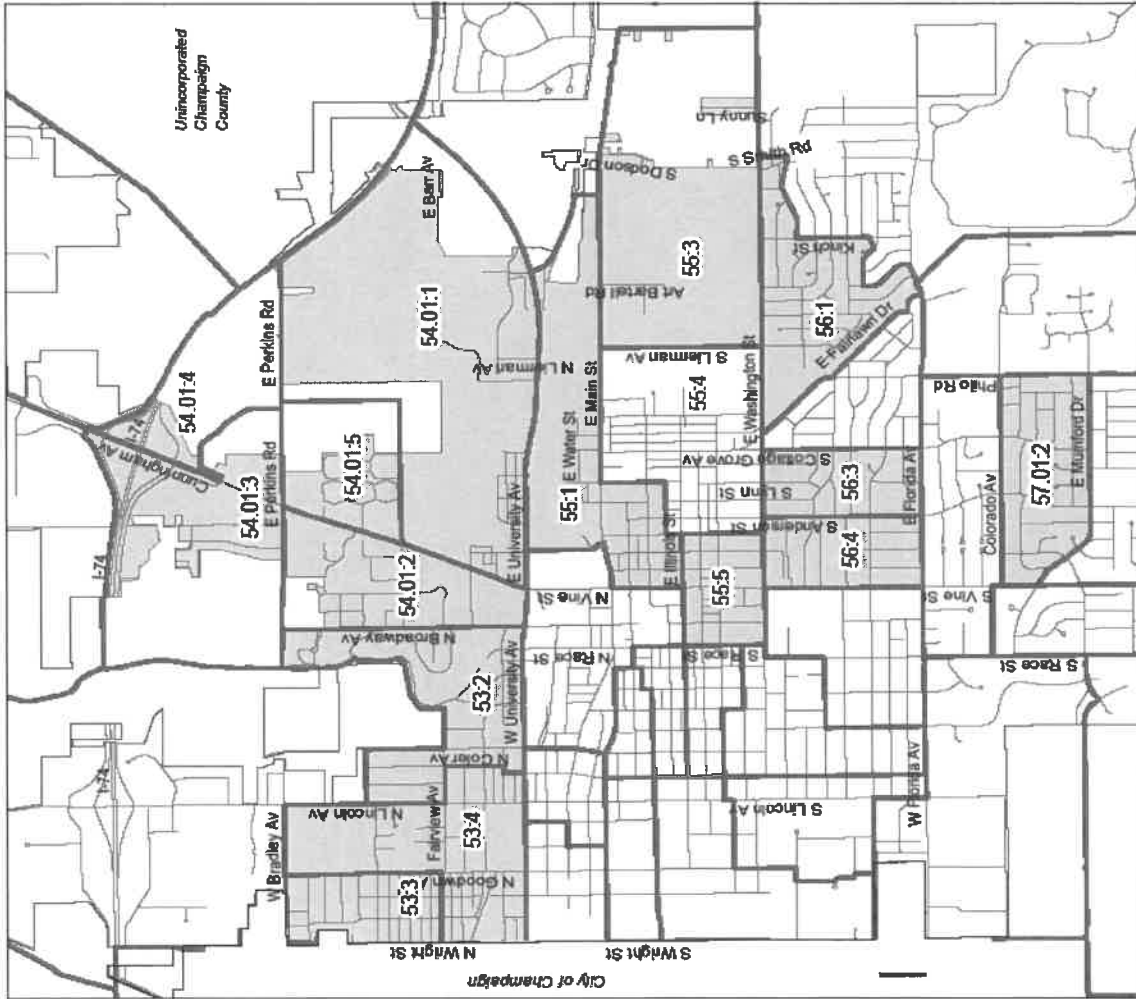 Unincorporated
Champaign
County
I-74
54.01:4
Cunningham Av
54.01:3
I-74
I-74
E Perkins Rd
E Perkins Rd
W Bradley Av
E Barr Av
54.01:1
54.01:5
54.01:2
N Broadway Av
N Lincoln Av
N Lierman Av
Fairview Av
N Coler Av
53:2
53:4
53:3
N Goodwin A
W University Av
E University Av
N Wright St
S Wright St
City of Champaign
N Vine St
N Ra
St
55:1
E Water St
E Main St
S Dodson Dr
Art Bartell Rd
55:3
Sunny Ln
S S
Rd
S Lierman Av
55:4
E Illinois St
55:5
S Race St
E Washington St
S Cottage Grove Av
S Lynn St
S Anderson St
56:3
56:4
56:1
Kinch St
E Fairlawn Dr
S Lincoln Av
W Florida Av
E Florida Av
Philo Rd
Colorado Av
57.01:2
E Mumford Dr
S Vine St
S Race St